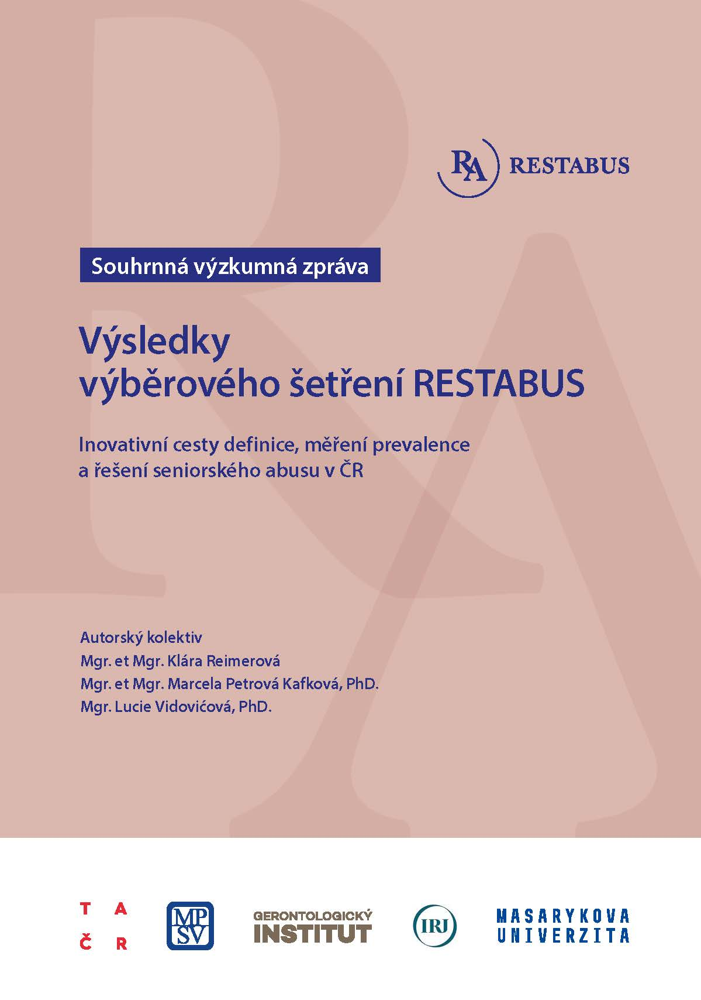 RA RESTABUS
Souhrnná výzkumná zpráva
Výsledky
výběrového šetření RESTABUS
Inovativní cesty definice, měření prevalence
a řešení seniorského abusu v ČR
Autorský kolektiv
Mgr. et Mgr. Klára Reimerová
Mgr. et Mgr. Marcela Petrová Kafková, PhD.
Mgr. Lucie Vidovićová, PhD.
T A
Č R
MP
SV
GERONTOLOGICKÝ
INSTITUT
IRJ
MASARYKOVA
UNIVERZITA